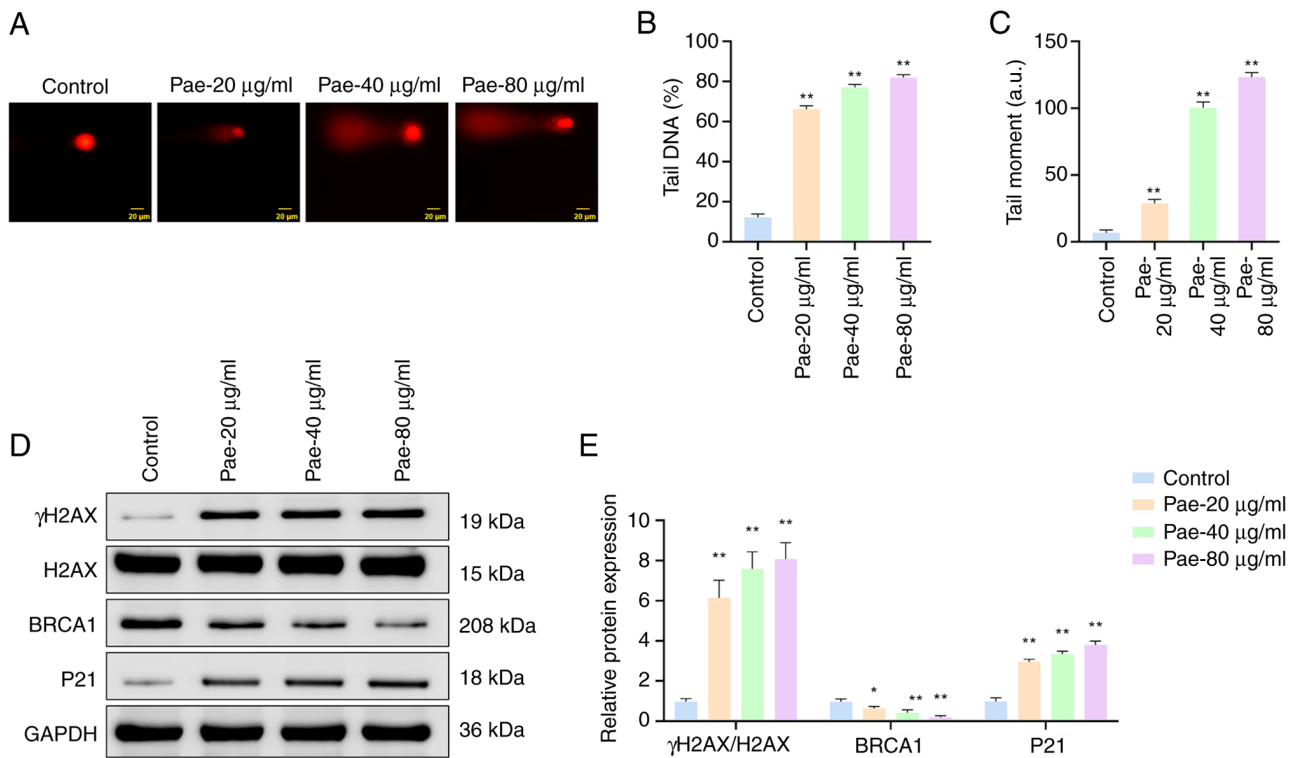 A
Control
Pae-20 µg/ml
Pae-40 µg/ml
Pae-80 µg/ml
20 µm
20 µm
20 µm
20 µm
B
Tail DNA (%)
100
80
60
40
20
0
**
**
**
Control
Pae-20 µg/ml
Pae-40 µg/ml
Pae-80 µg/ml
C
Tail moment (a.u.)
150
100
50
0
**
**
**
Control
Pae-
20 µg/ml
Pae-
40 µg/ml
Pae-
80 µg/ml
D
Control
Pae-20 µg/ml
Pae-40 µg/ml
Pae-80 µg/ml
γH2AX
19 kDa
H2AX
15 kDa
BRCA1
208 kDa
P21
18 kDa
GAPDH
36 kDa
E
Control
Pae-20 µg/ml
Pae-40 µg/ml
Pae-80 µg/ml
Relative protein expression
10
8
6
4
2
0
**
**
**
*
**
**
**
**
**
γH2AX/H2AX
BRCA1
P21